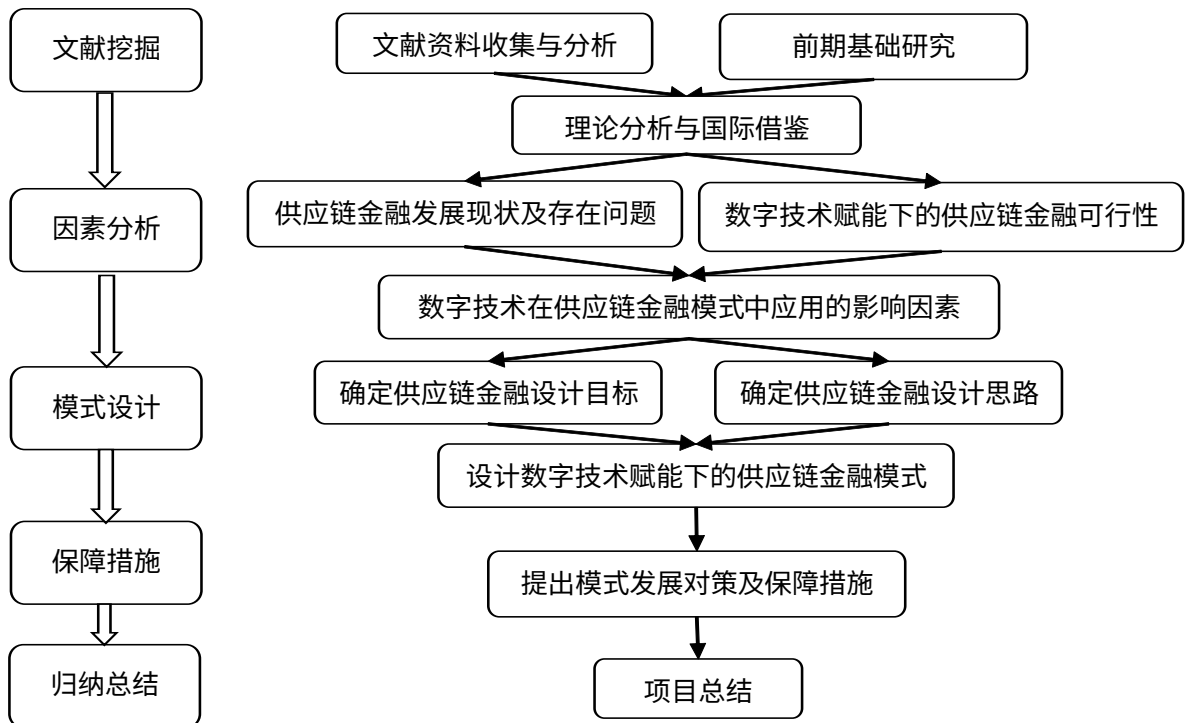 文献挖掘
文献资料收集与分析
前期基础研究
理论分析与国际借鉴
因素分析
供应链金融发展现状及存在问题
数字技术赋能下的供应链金融可行性
数字技术在供应链金融模式中应用的影响因素
模式设计
确定供应链金融设计目标
确定供应链金融设计思路
设计数字技术赋能下的供应链金融模式
保障措施
提出模式发展对策及保障措施
归纳总结
项目总结